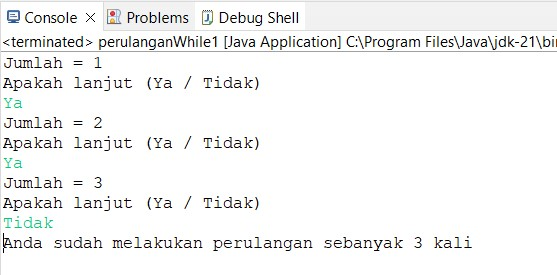 Console × Problems Debug Shell
<terminated> perulanganWhile1 [Java Application] C:\Program Files\Java\jdk-21\bi
Jumlah = 1
Apakah lanjut (Ya / Tidak)
Ya
Jumlah = 2
Apakah lanjut (Ya / Tidak)
Ya
Jumlah = 3
Apakah lanjut (Ya / Tidak)
Tidak
Anda sudah melakukan perulangan sebanyak 3 kali